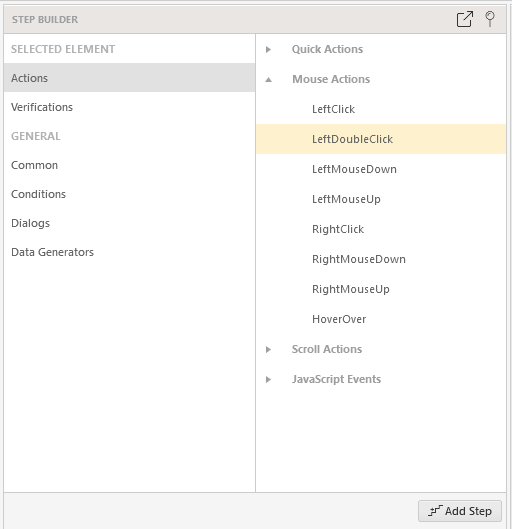 STEP BUILDER
SELECTED ELEMENT
Actions
Verifications
GENERAL
Common
Conditions
Dialogs
Data Generators
Quick Actions
Mouse Actions
LeftClick
LeftDoubleClick
LeftMouseDown
LeftMouseUp
RightClick
RightMouseDown
RightMouseUp
HoverOver
Scroll Actions
JavaScript Events
Add Step